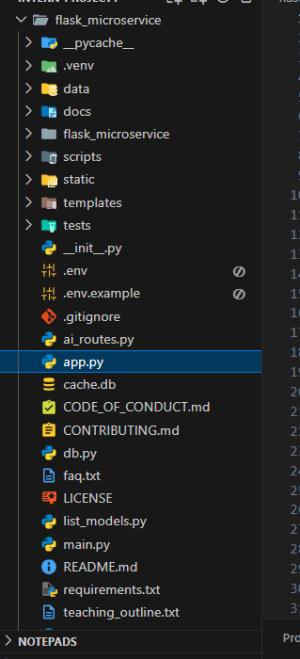 flask_microservice
__pycache__
.venv
data
docs
flask_microservice
scripts
static
templates
tests
__init__.py
.env
.env.example
.gitignore
ai_routes.py
app.py
cache.db
CODE_OF_CONDUCT.md
CONTRIBUTING.md
db.py
faq.txt
LICENSE
list_models.py
main.py
README.md
requirements.txt
teaching_outline.txt
NOTEPADS